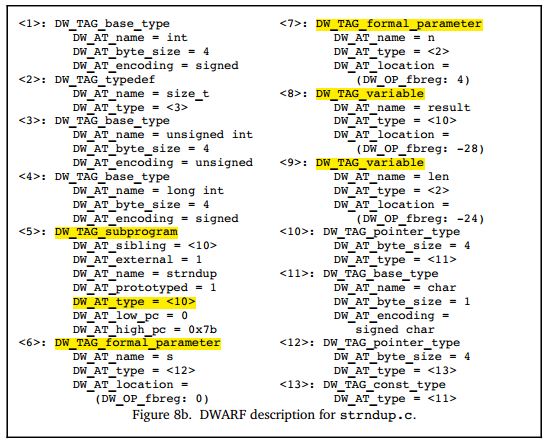 <1>: DW_TAG_base_type
DW_AT_name = int
DW_AT_byte_size = 4
DW_AT_encoding = signed
<2>: DW_TAG_typedef
DW_AT_name = size_t
DW_AT_type = <3>
<3>: DW_TAG_base_type
DW_AT_name = unsigned int
DW_AT_byte_size = 4
DW_AT_encoding = unsigned
<4>: DW_TAG_base_type
DW_AT_name = long int
DW_AT_byte_size = 4
DW_AT_encoding = signed
<5>: DW_TAG_subprogram
DW_AT_sibling = <10>
DW_AT_external = 1
DW_AT_name = strndup
DW_AT_prototyped = 1
DW_AT_type = <10>
DW_AT_low_pc = 0
DW_AT_high_pc = 0x7b
<6>: DW_TAG_formal_parameter
DW_AT_name = s
DW_AT_type = <12>
DW_AT_location =
(DW_OP_fbreg: 0)
<7>: DW_TAG_formal_parameter
DW_AT_name = n
DW_AT_type = <2>
DW_AT_location =
(DW_OP_fbreg: 4)
<8>: DW_TAG_variable
DW_AT_name = result
DW_AT_type = <10>
DW_AT_location =
(DW_OP_fbreg: -28)
<9>: DW_TAG_variable
DW_AT_name = len
DW_AT_type = <2>
DW_AT_location =
(DW_OP_fbreg: -24)
<10>: DW_TAG_pointer_type
DW_AT_byte_size = 4
DW_AT_type = <11>
<11>: DW_TAG_base_type
DW_AT_name = char
DW_AT_byte_size = 1
DW_AT_encoding =
signed char
<12>: DW_TAG_pointer_type
DW_AT_byte_size = 4
DW_AT_type = <13>
<13>: DW_TAG_const_type
DW_AT_type = <11>
Figure 8b. DWARF description for strndup.c.